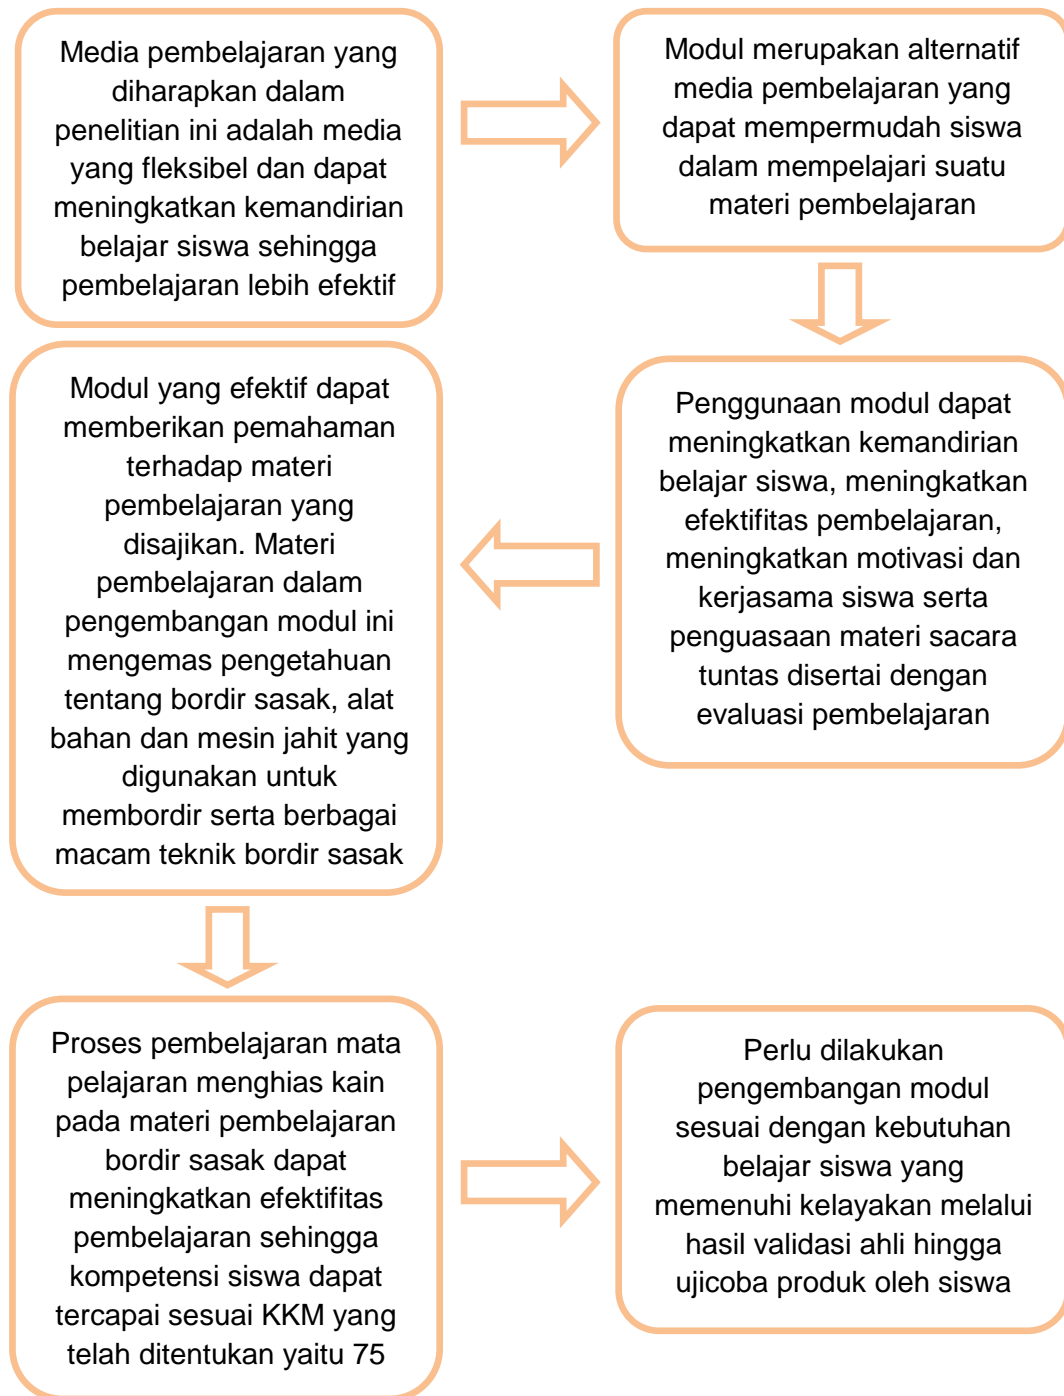 Media pembelajaran yang
diharapkan dalam
penelitian ini adalah media
yang fleksibel dan dapat
meningkatkan kemandirian
belajar siswa sehingga
pembelajaran lebih efektif
Modul merupakan alternatif
media pembelajaran yang
dapat mempermudah siswa
dalam mempelajari suatu
materi pembelajaran
Penggunaan modul dapat
meningkatkan kemandirian
belajar siswa, meningkatkan
efektifitas pembelajaran,
meningkatkan motivasi dan
kerjasama siswa serta
penguasaan materi sacara
tuntas disertai dengan
evaluasi pembelajaran
Modul yang efektif dapat
memberikan pemahaman
terhadap materi
pembelajaran yang
disajikan. Materi
pembelajaran dalam
pengembangan modul ini
mengemas pengetahuan
tentang bordir sasak, alat
bahan dan mesin jahit yang
digunakan untuk
membordir serta berbagai
macam teknik bordir sasak
Proses pembelajaran mata
pelajaran menghias kain
pada materi pembelajaran
bordir sasak dapat
meningkatkan efektifitas
pembelajaran sehingga
kompetensi siswa dapat
tercapai sesuai KKM yang
telah ditentukan yaitu 75
Perlu dilakukan
pengembangan modul
sesuai dengan kebutuhan
belajar siswa yang
memenuhi kelayakan melalui
hasil validasi ahli hingga
ujicoba produk oleh siswa